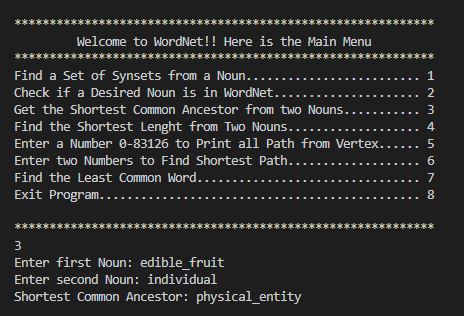 ************************************************************
Welcome to WordNet!! Here is the Main Menu
************************************************************
Find a Set of Synsets from a Noun......................... 1
Check if a Desired Noun is in WordNet..................... 2
Get the Shortest Common Ancestor from two Nouns........... 3
Find the Shortest Lenght from Two Nouns................... 4
Enter a Number 0-83126 to Print all Path from Vertex...... 5
Enter two Numbers to Find Shortest Path................... 6
Find the Least Common Word................................ 7
Exit Program.............................................. 8
************************************************************
3
Enter first Noun: edible_fruit
Enter second Noun: individual
Shortest Common Ancestor: physical_entity